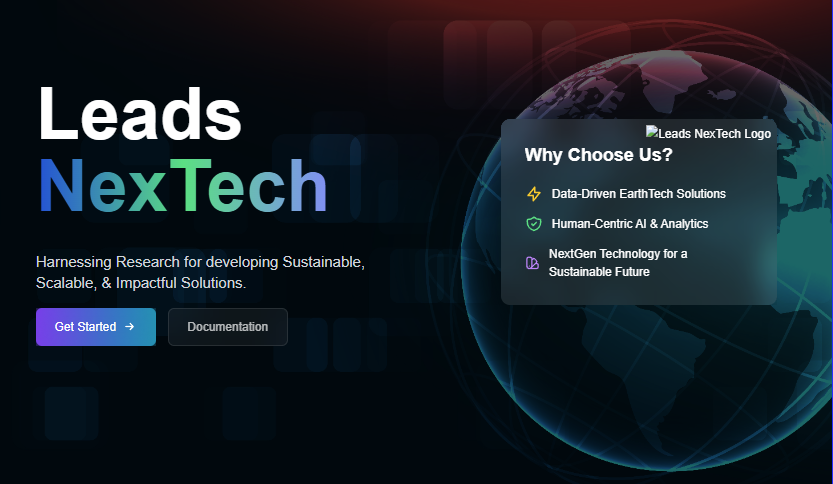 Leads
NexTech
Harnessing Research for developing Sustainable,
Scalable, & Impactful Solutions.
Get Started →
Documentation
Leads NexTech Logo
Why Choose Us?
Data-Driven EarthTech Solutions
Human-Centric AI & Analytics
NextGen Technology for a
Sustainable Future